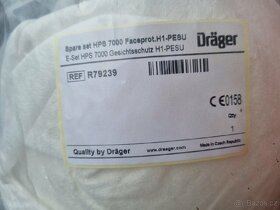 Spare set HPS 7000 Faceprot.H1-PESU
E-Set HPS 7000 Gesichtsschutz H1-PESU
Dräger
REF R79239
CE0158
Qty
1
Quality by Dräger
www.draeger.com
Made in Czech Republic